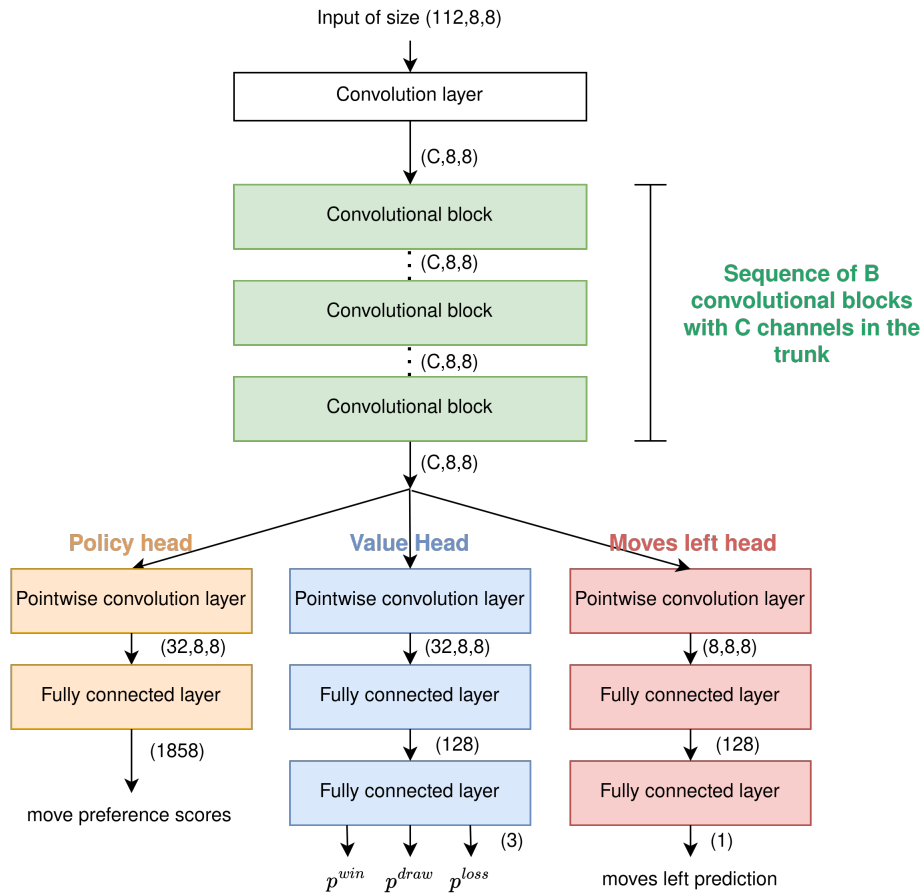 Input of size (112,8,8)
Convolution layer
(C,8,8)
Convolutional block
(C,8,8)
Convolutional block
(C,8,8)
Convolutional block
(C,8,8)
Sequence of B
convolutional blocks
with C channels in the
trunk
Policy head
Pointwise convolution layer
(32,8,8)
Fully connected layer
(1858)
move preference scores
Value Head
Pointwise convolution layer
(32,8,8)
Fully connected layer
(128)
Fully connected layer
(3)
p^{win} p^{draw} p^{loss}
Moves left head
Pointwise convolution layer
(8,8,8)
Fully connected layer
(128)
Fully connected layer
(1)
moves left prediction